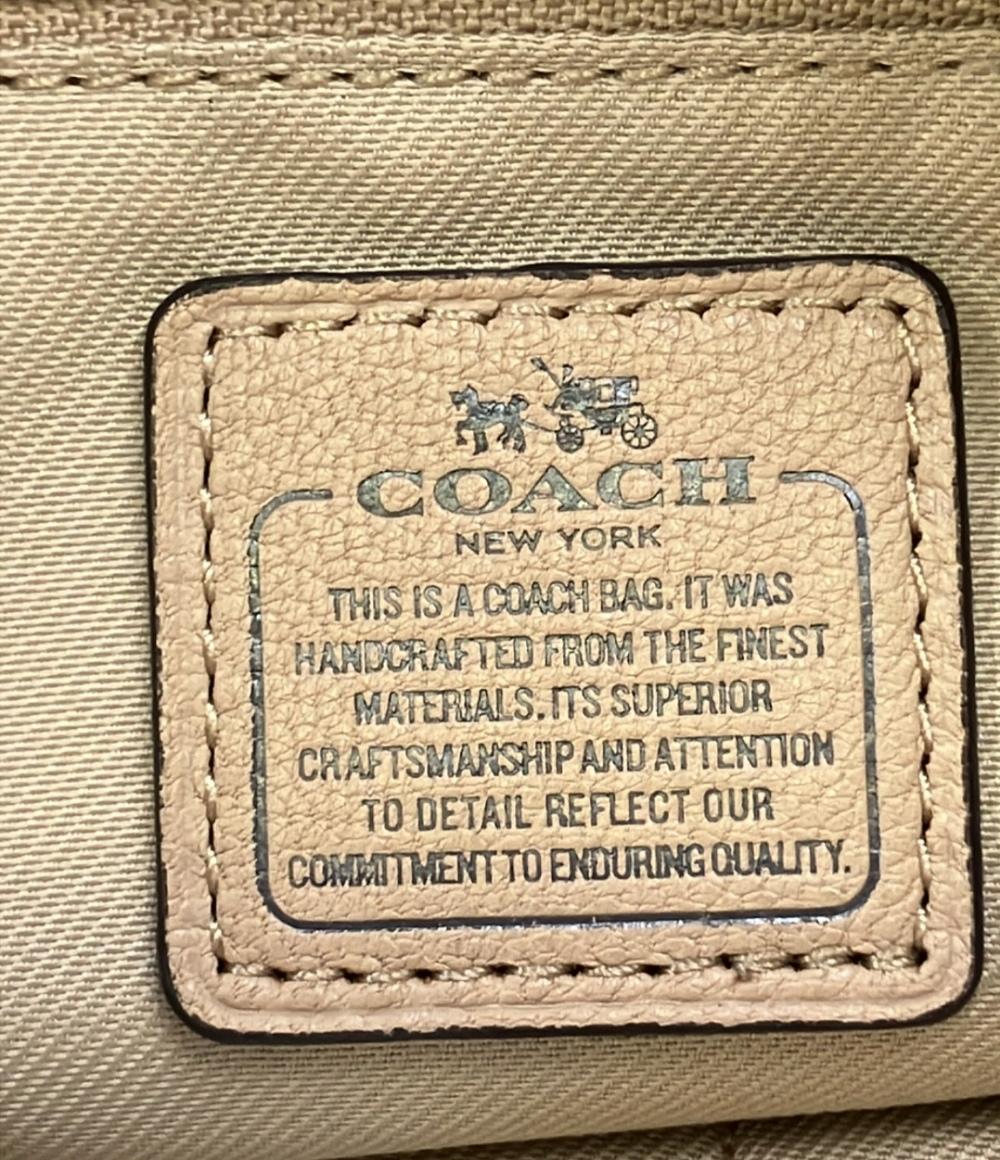 COACH
NEW YORK
THIS IS A COACH BAG. IT WAS
HANDCRAFTED FROM THE FINEST
MATERIALS. ITS SUPERIOR
CRAFTSMANSHIP AND ATTENTION
TO DETAIL REFLECT OUR
COMMITMENT TO ENDURING QUALITY.